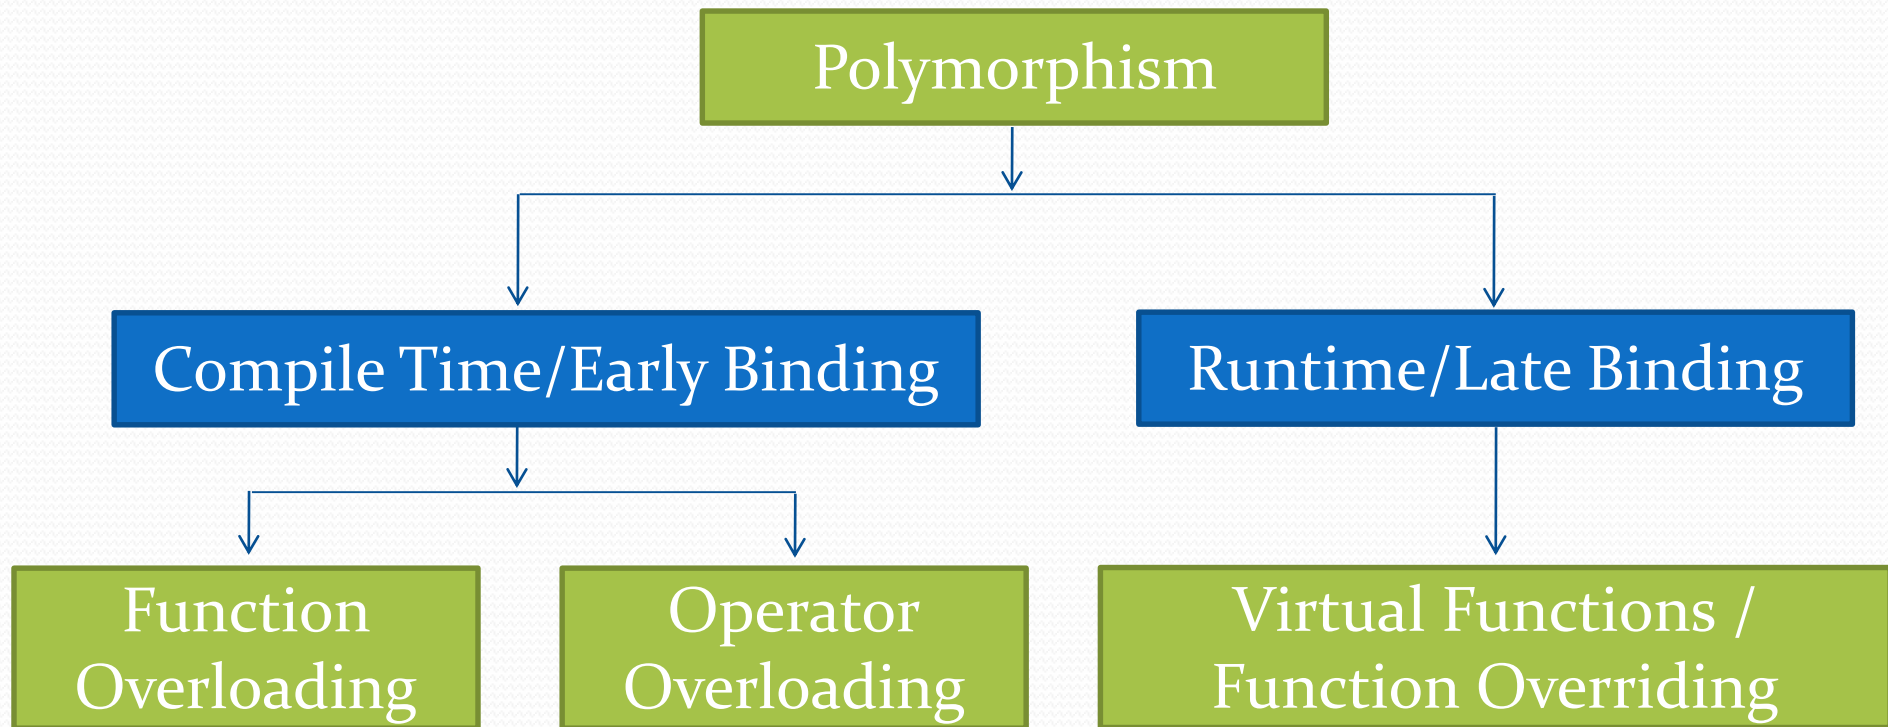 Polymorphism
Compile Time/Early Binding
Runtime/Late Binding
Function
Overloading
Operator
Overloading
Virtual Functions /
Function Overriding